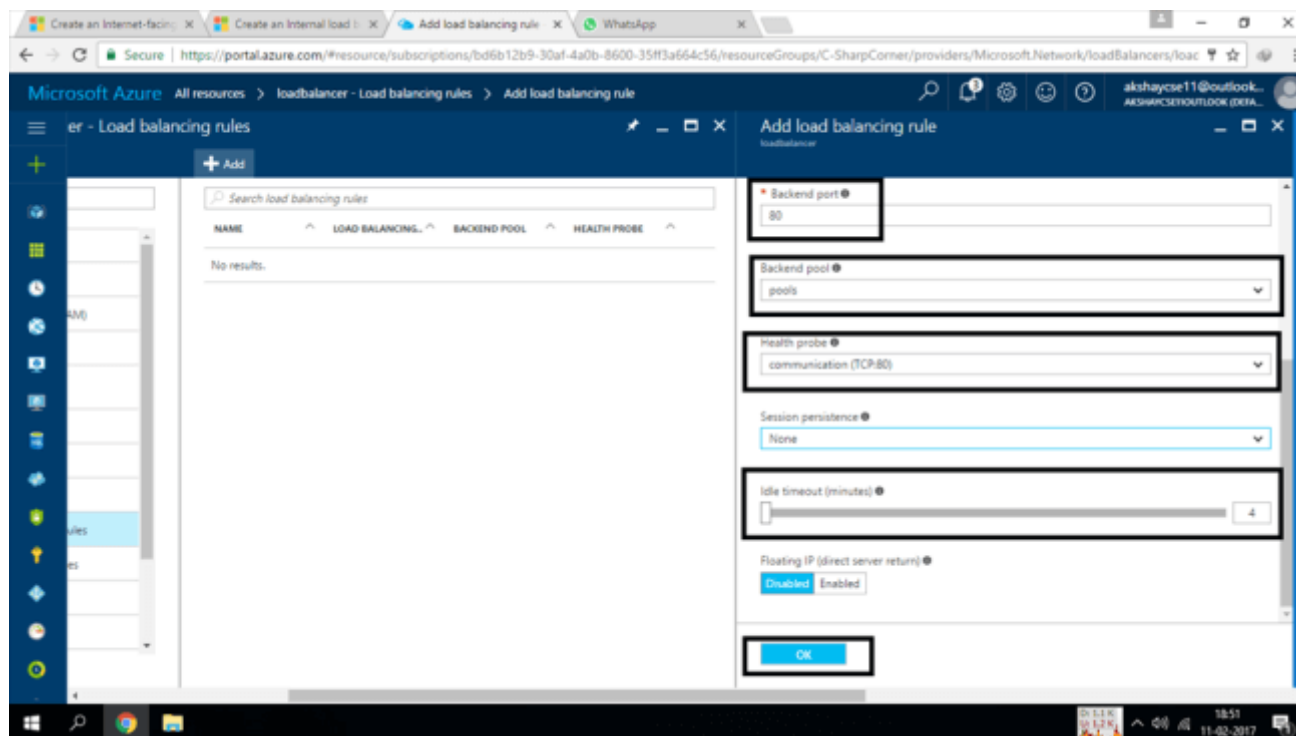 Create an Internet-facing
Create an Internal load b
Add load balancing rule
WhatsApp
Secure
https://portal.azure.com/#resource/subscriptions/bd6b12b9-30af-4a0b-8600-35ff3a664c56/resourceGroups/C-SharpCorner/providers/Microsoft.Network/loadBalancers/loac
Microsoft Azure All resources > loadbalancer - Load balancing rules > Add load balancing rule
3
akshaycse11@outlook...
er - Load balancing rules
Add
Search load balancing rules
NAME LOAD BALANCING... BACKEND POOL HEALTH PROBE
No results.
AM)
ules
es
Add load balancing rule
loadbalancer
* Backend port
80
Backend pool
pools
Health probe
communication (TCP:80)
Session persistence
None
Idle timeout (minutes)
4
Floating IP (direct server return)
Disabled Enabled
OK
18:51
11-02-2017